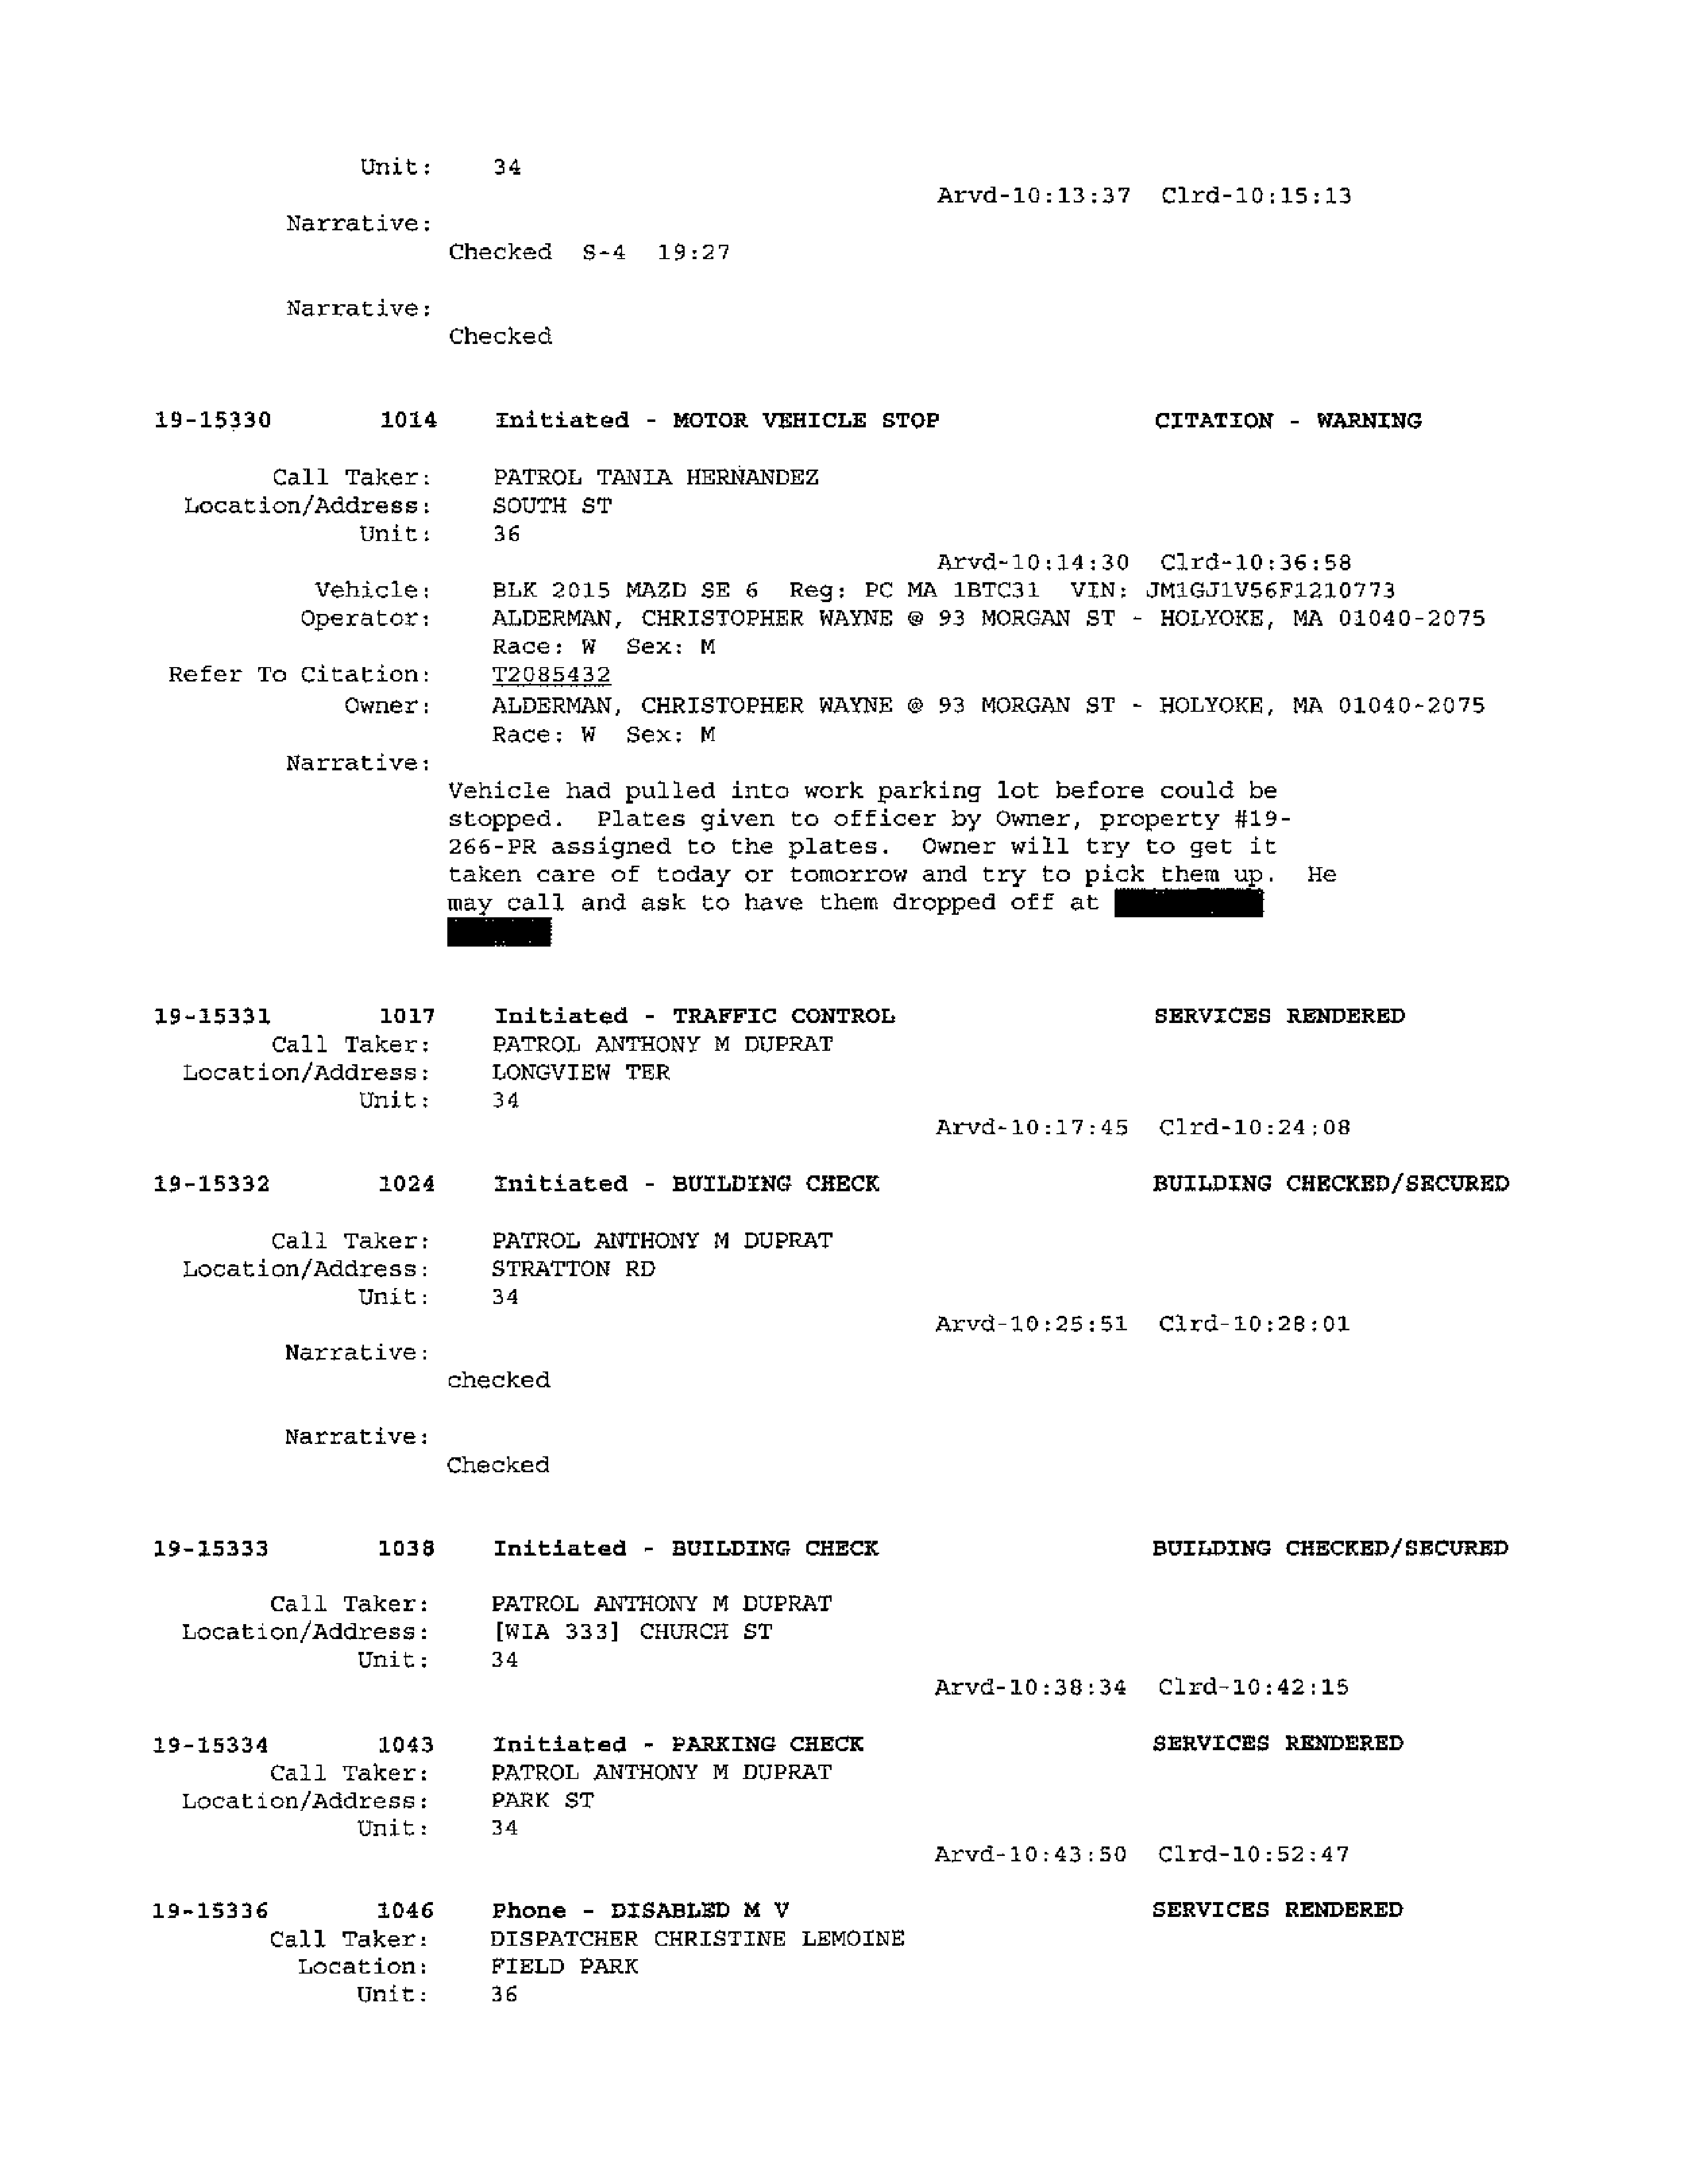 Unit: 34
Arvd-10:13:37 Clrd-10:15:13
Narrative:
Checked S-4 19:27
Narrative:
Checked
19-15330 1014 Initiated - MOTOR VEHICLE STOP CITATION - WARNING
Call Taker: PATROL TANIA HERNANDEZ
Location/Address: SOUTH ST
Unit: 36
Arvd-10:14:30 Clrd-10:36:58
Vehicle: BLK 2015 MAZD SE 6 Reg: PC MA 1BTC31 VIN: JM1GJ1V56F1210773
Operator: ALDERMAN, CHRISTOPHER WAYNE @ 93 MORGAN ST - HOLYOKE, MA 01040-2075
Race: W Sex: M
Refer To Citation: T2085432
Owner: ALDERMAN, CHRISTOPHER WAYNE @ 93 MORGAN ST - HOLYOKE, MA 01040-2075
Race: W Sex: M
Narrative:
Vehicle had pulled into work parking lot before could be
stopped. Plates given to officer by Owner, property #19-
266-PR assigned to the plates. Owner will try to get it
taken care of today or tomorrow and try to pick them up. He
may call and ask to have them dropped off at
19-15331 1017 Initiated - TRAFFIC CONTROL SERVICES RENDERED
Call Taker: PATROL ANTHONY M DUPRAT
Location/Address: LONGVIEW TER
Unit: 34
Arvd-10:17:45 Clrd-10:24:08
19-15332 1024 Initiated - BUILDING CHECK BUILDING CHECKED/SECURED
Call Taker: PATROL ANTHONY M DUPRAT
Location/Address: STRATTON RD
Unit: 34
Arvd-10:25:51 Clrd-10:28:01
Narrative:
checked
Narrative:
Checked
19-15333 1038 Initiated - BUILDING CHECK BUILDING CHECKED/SECURED
Call Taker: PATROL ANTHONY M DUPRAT
Location/Address: [WIA 333] CHURCH ST
Unit: 34
Arvd-10:38:34 Clrd-10:42:15
19-15334 1043 Initiated - PARKING CHECK SERVICES RENDERED
Call Taker: PATROL ANTHONY M DUPRAT
Location/Address: PARK ST
Unit: 34
Arvd-10:43:50 Clrd-10:52:47
19-15336 1046 Phone - DISABLED M V SERVICES RENDERED
Call Taker: DISPATCHER CHRISTINE LEMOINE
Location: FIELD PARK
Unit: 36